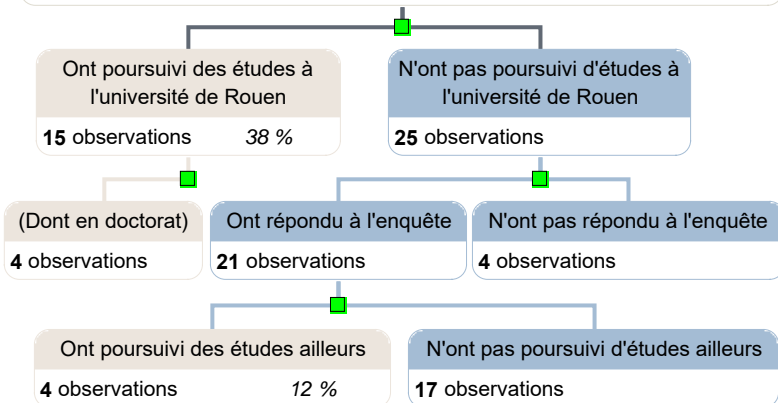 Ont poursuivi des études à
l'université de Rouen
15 observations 38 %
N'ont pas poursuivi d'études à
l'université de Rouen
25 observations
(Dont en doctorat)
4 observations
Ont répondu à l'enquête
21 observations
N'ont pas répondu à l'enquête
4 observations
Ont poursuivi des études ailleurs
4 observations 12 %
N'ont pas poursuivi d'études ailleurs
17 observations